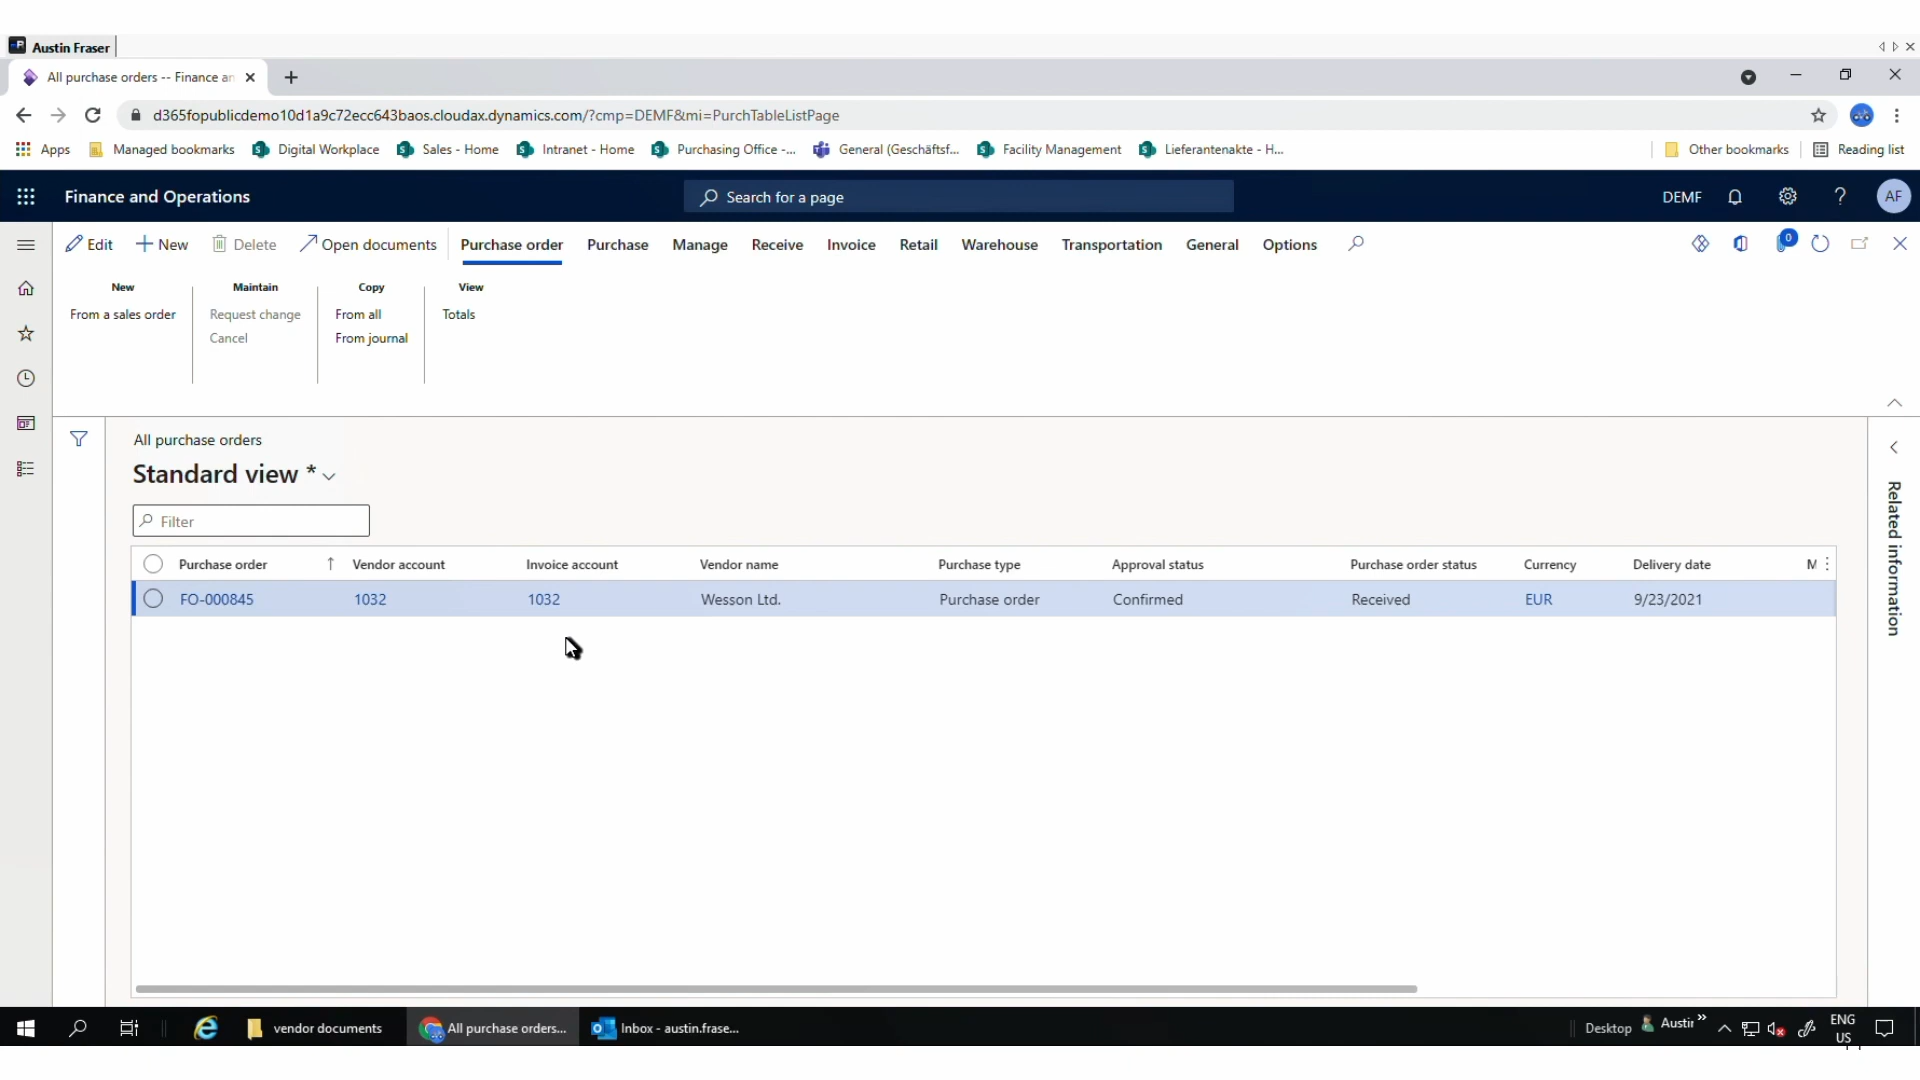 Austin Fraser
All purchase orders -- Finance an
d365fopublicdemo10d1a9c72ecc643baos.cloudax.dynamics.com/?cmp=DEMF&mi=PurchTableListPage
Apps Managed bookmarks Digital Workplace Sales - Home Intranet - Home Purchasing Office -... General (Geschäftsf... Facility Management Lieferantenakte - H... Other bookmarks Reading list
Finance and Operations Search for a page DEMF ? AF
Edit New Delete Open documents Purchase order Purchase Manage Receive Invoice Retail Warehouse Transportation General Options 0
New Maintain Copy View
From a sales order Request change From all Totals
Cancel From journal
All purchase orders
Standard view *
Filter
Related information
Purchase order Vendor account Invoice account Vendor name Purchase type Approval status Purchase order status Currency Delivery date M
FO-000845 1032 1032 Wesson Ltd. Purchase order Confirmed Received EUR 9/23/2021
vendor documents All purchase orders... Inbox - austin.frase... Desktop Austir » ENG
US